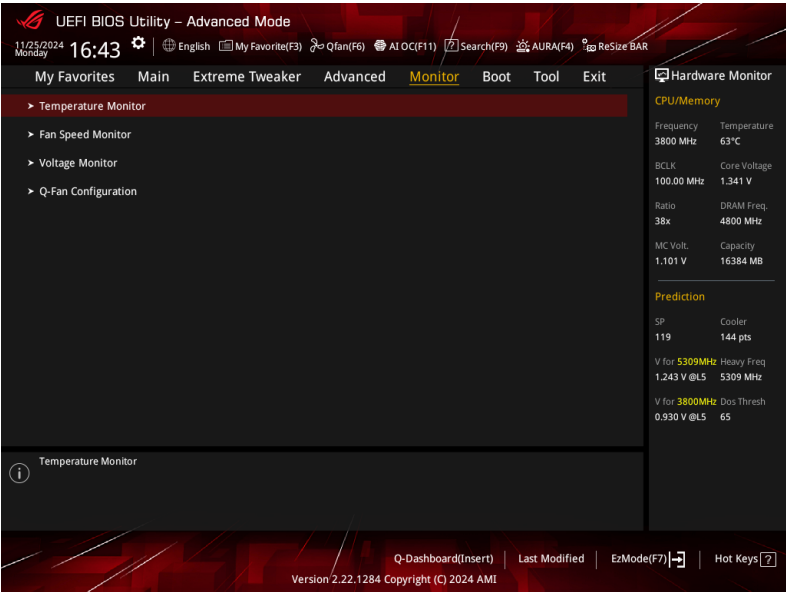 UEFI BIOS Utility – Advanced Mode
11/25/2024
Monday
16:43
English
My Favorite(F3)
Qfan(F6)
AI OC(F11)
Search(F9)
AURA(F4)
ReSize BAR
My Favorites
Main
Extreme Tweaker
Advanced
Monitor
Boot
Tool
Exit
Hardware Monitor
Temperature Monitor
Fan Speed Monitor
Voltage Monitor
Q-Fan Configuration
CPU/Memory
Frequency Temperature
3800 MHz 63°C
BCLK Core Voltage
100.00 MHz 1.341 V
Ratio DRAM Freq.
38x 4800 MHz
MC Volt. Capacity
1.101 V 16384 MB
Prediction
SP Cooler
119 144 pts
V for 5309MHz Heavy Freq
1.243 V @L5 5309 MHz
V for 3800MHz Dos Thresh
0.930 V @L5 65
Temperature Monitor
Q-Dashboard(Insert)
Last Modified
EzMode(F7)
Hot Keys ?
Version 2.22.1284 Copyright (C) 2024 AMI